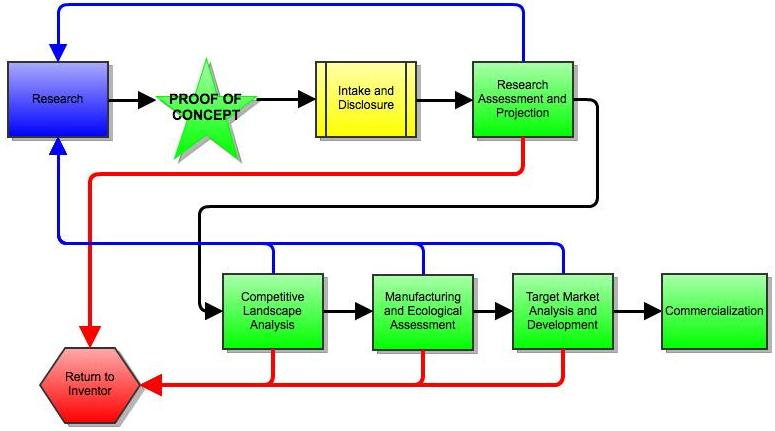 Research
PROOF OF
CONCEPT
Intake and
Disclosure
Research
Assessment and
Projection
Competitive
Landscape
Analysis
Manufacturing
and Ecological
Assessment
Target Market
Analysis and
Development
Commercialization
Return to
Inventor